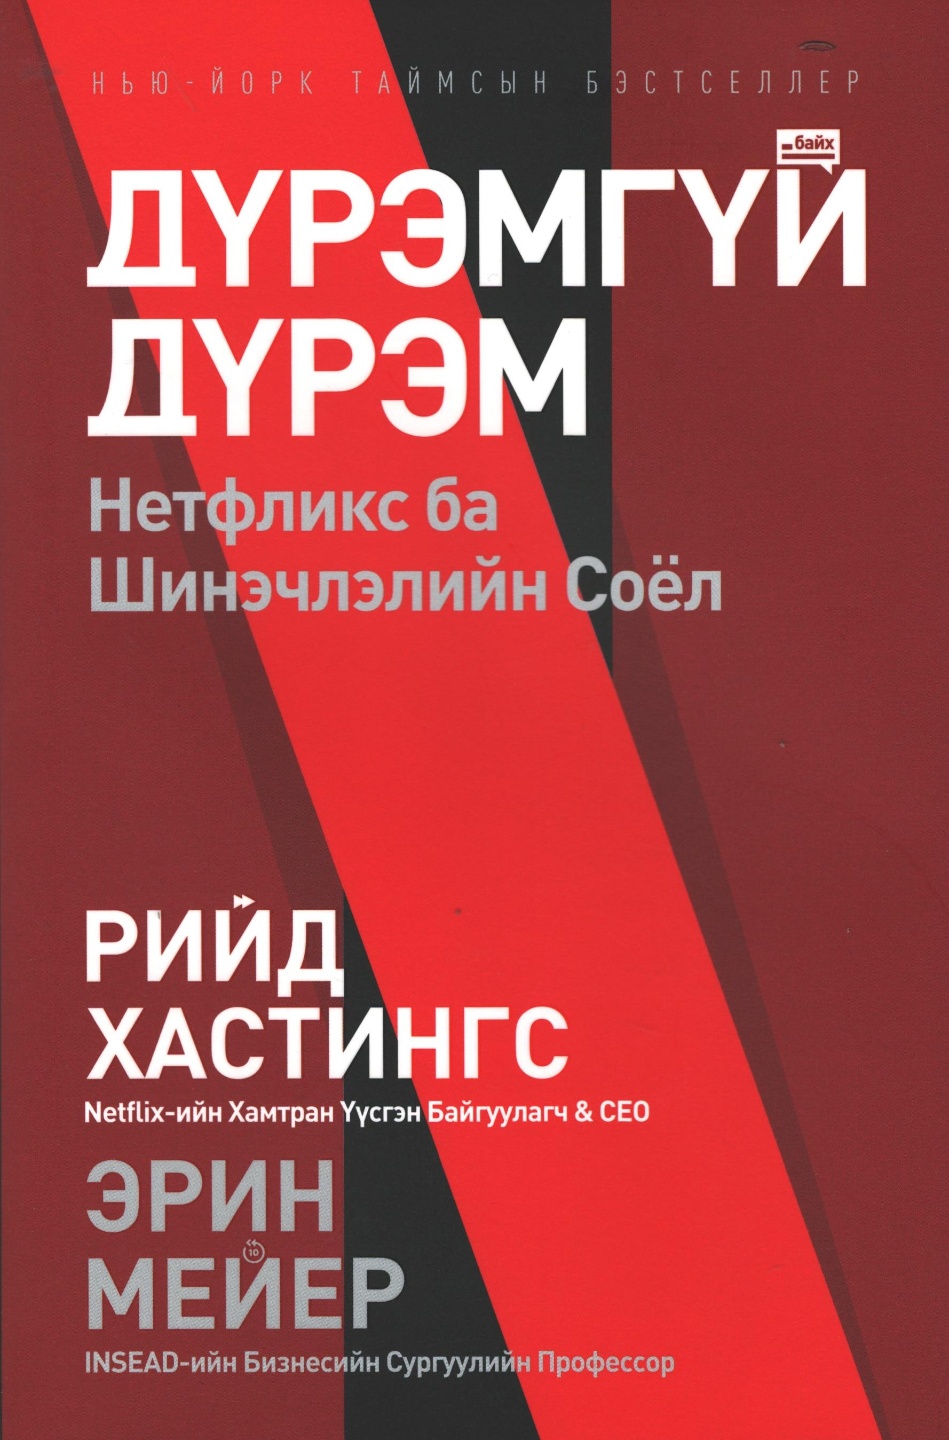 НЬЮ-ЙОРК ТАЙМСЫН БЭСТСЕЛЛЕР
байх
ДҮРЭМГҮЙ
ДҮРЭМ
Нетфликс ба
Шинэчлэлийн Соёл
РИЙД
ХАСТИНГС
Netflix-ийн Хамтран Үүсгэн Байгуулагч & CEO
ЭРИН
10
МЕЙЕР
INSEAD-ийн Бизнесийн Сургуулийн Профессор